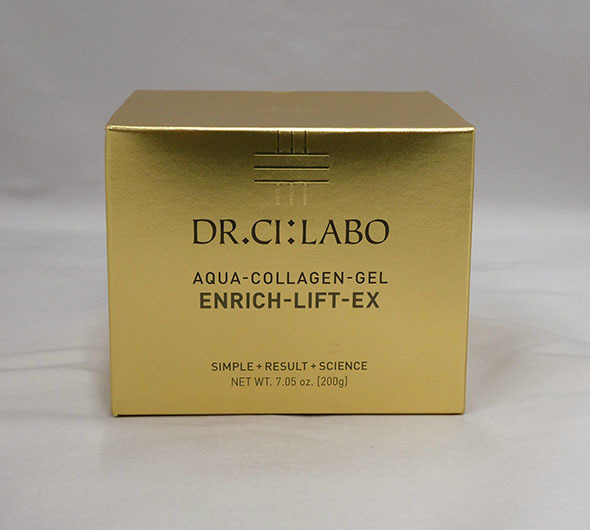 DR.CI:LABO
AQUA-COLLAGEN-GEL
ENRICH-LIFT-EX
SIMPLE + RESULT + SCIENCE
NET WT. 7.05 oz. [200g]